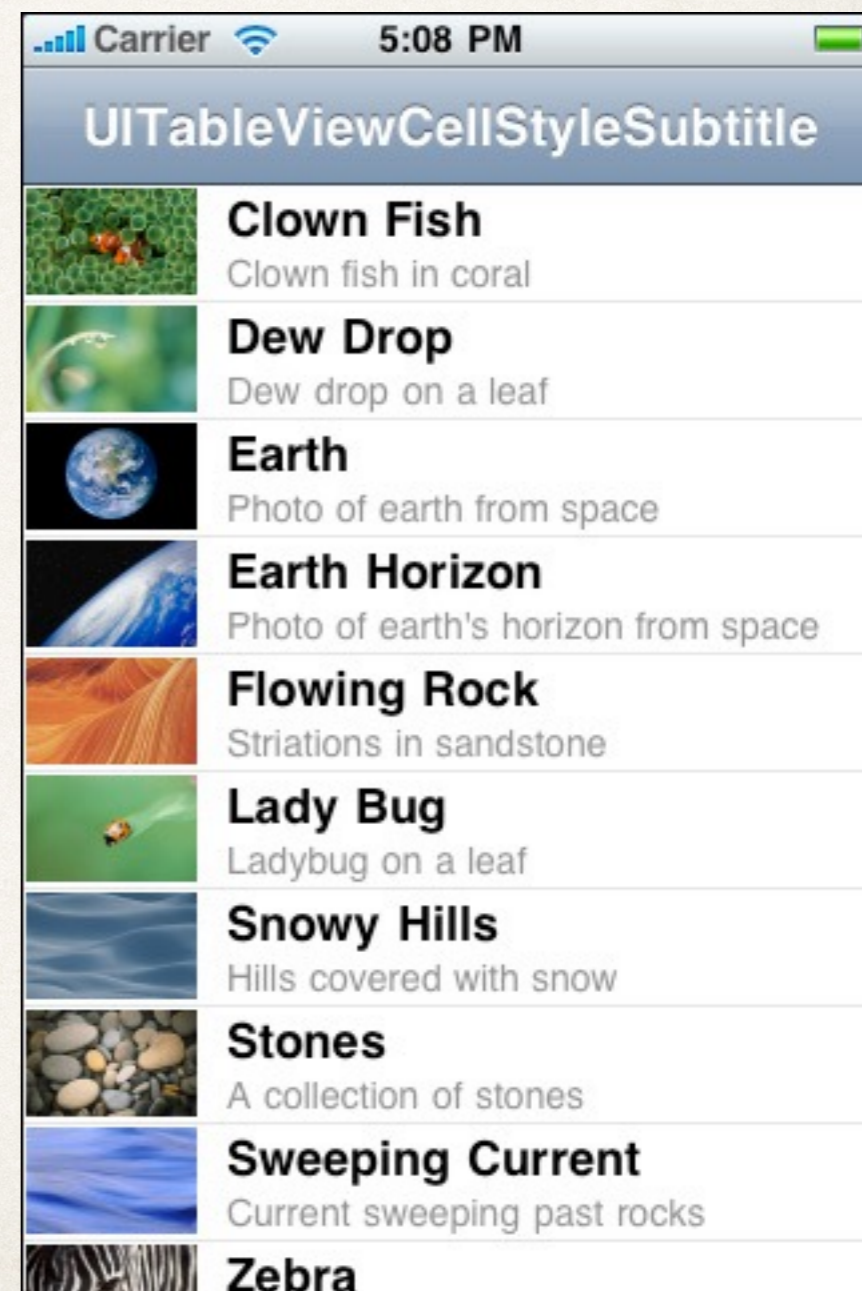 Carrier 5:08 PM
UITableViewCellStyleSubtitle
Clown Fish
Clown fish in coral
Dew Drop
Dew drop on a leaf
Earth
Photo of earth from space
Earth Horizon
Photo of earth's horizon from space
Flowing Rock
Striations in sandstone
Lady Bug
Ladybug on a leaf
Snowy Hills
Hills covered with snow
Stones
A collection of stones
Sweeping Current
Current sweeping past rocks
Zebra